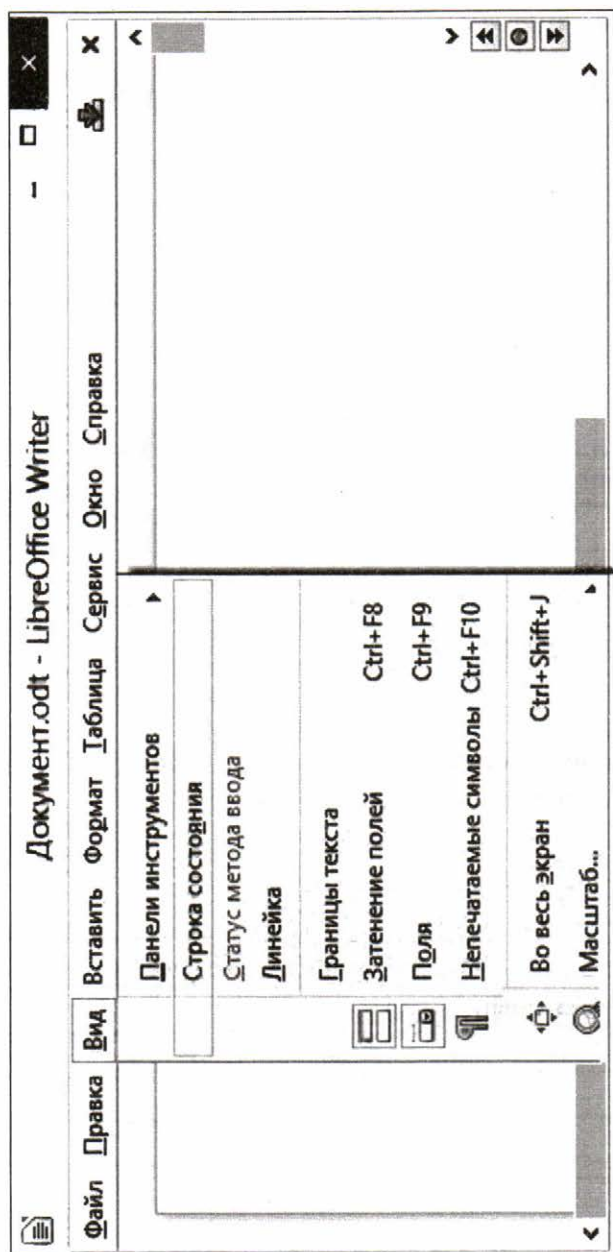 Документ.odt - LibreOffice Writer
Файл Правка Вид Вставить Формат Таблица Сервис Окно Справка
Панели инструментов
Строка состояния
Статус метода ввода
Линейка
Границы текста
Затенение полей Ctrl+F8
Поля Ctrl+F9
Непечатаемые символы Ctrl+F10
Во весь экран Ctrl+Shift+J
Масштаб...